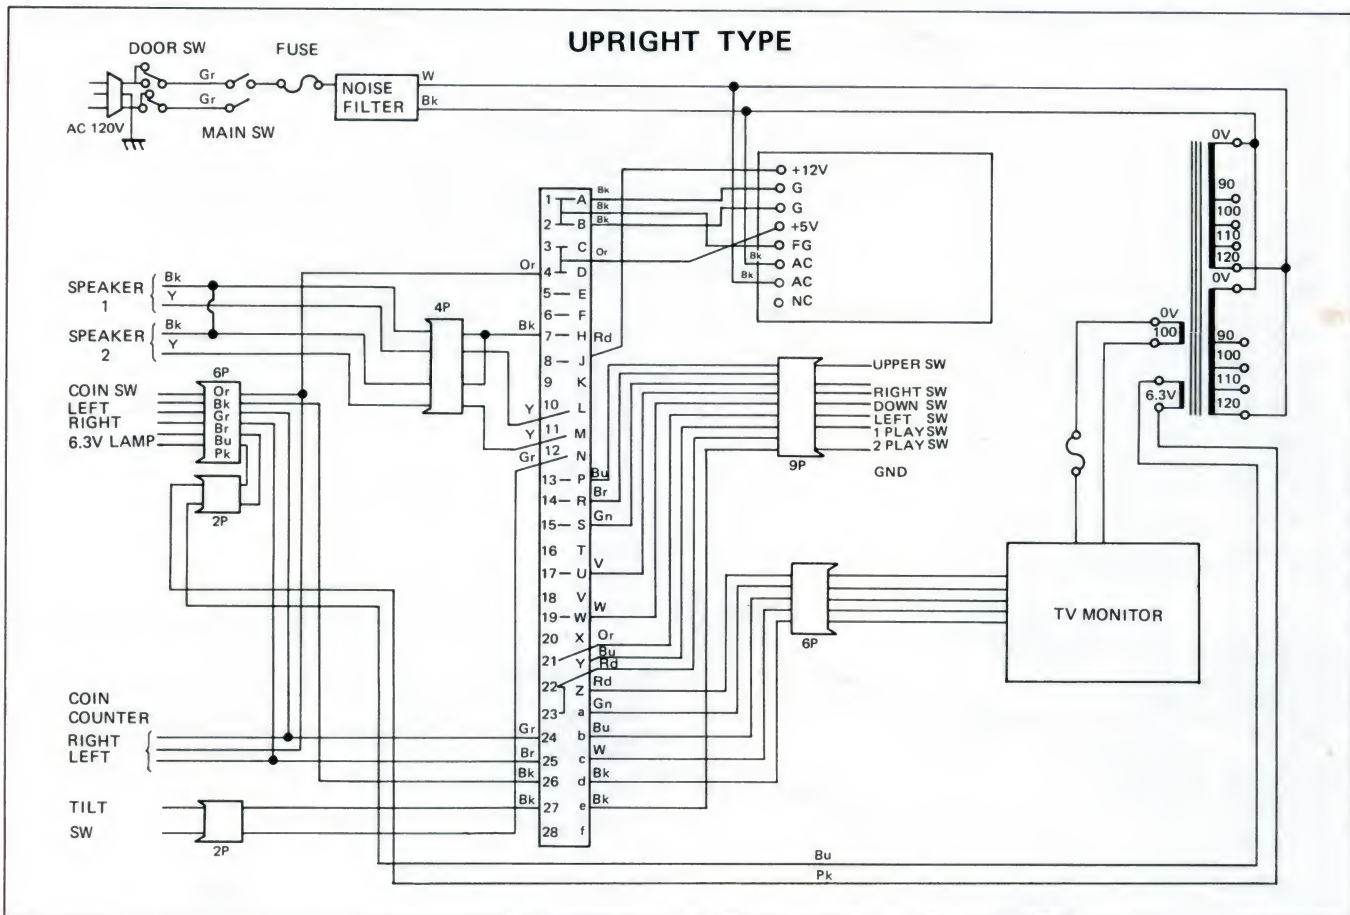 UPRIGHT TYPE
DOOR SW
FUSE
Gr
Gr
NOISE
FILTER
W
Bk
AC 120V
MAIN SW
+12V
G
G
+5V
FG
AC
AC
NC
Bk
Bk
Bk
Bk
Or
Bk
Bk
0V
90
100
110
120
0V
90
100
110
120
0V
100
6.3V
1 A
2 B
3 C
4 D
5 E
6 F
7 H
8 J
9 K
10 L
11 M
12 N
13 P
14 R
15 S
16 T
17 U
18 V
19 W
20 X
21 Y
22 Z
23 a
24 b
25 c
26 d
27 e
28 f
Or
Bk
Rd
Y
Y
Gr
Bu
Br
Gn
V
W
Or
Bu
Rd
Rd
Gn
Bu
W
Bk
Bk
Gr
Br
Bk
Bk
SPEAKER
1
Bk
Y
SPEAKER
2
Bk
Y
4P
6P
COIN SW
LEFT
RIGHT
6.3V LAMP
Or
Bk
Gr
Br
Bu
Pk
2P
UPPER SW
RIGHT SW
DOWN SW
LEFT SW
1 PLAY SW
2 PLAY SW
GND
9P
6P
TV MONITOR
COIN
COUNTER
RIGHT
LEFT
TILT
SW
2P
Bu
Pk